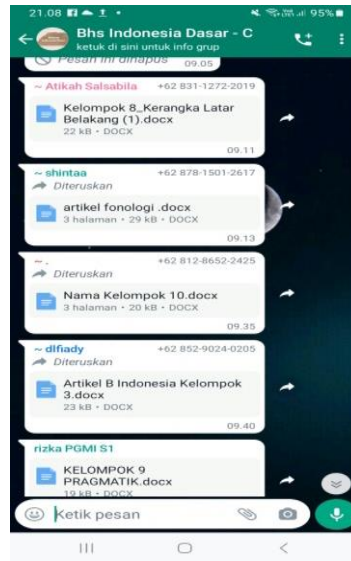 21.08
95%
Bhs Indonesia Dasar - C
ketuk di sini untuk info grup
Pesan ini dihapus 09.05
~ Atikah Salsabila +62 831-1272-2019
Kelompok 8_Kerangka Latar
Belakang (1).docx
22 kB • DOCX
09.11
~ shintaa +62 878-1501-2617
Diteruskan
artikel fonologi .docx
3 halaman • 29 kB • DOCX
09.13
~ . +62 812-8652-2425
Diteruskan
Nama Kelompok 10.docx
3 halaman • 20 kB • DOCX
09.35
~ dlfiady +62 852-9024-0205
Diteruskan
Artikel B Indonesia Kelompok
3.docx
23 kB • DOCX
09.40
rizka PGMI S1
KELOMPOK 9
PRAGMATIK.docx
19 kB • DOCX
Ketik pesan